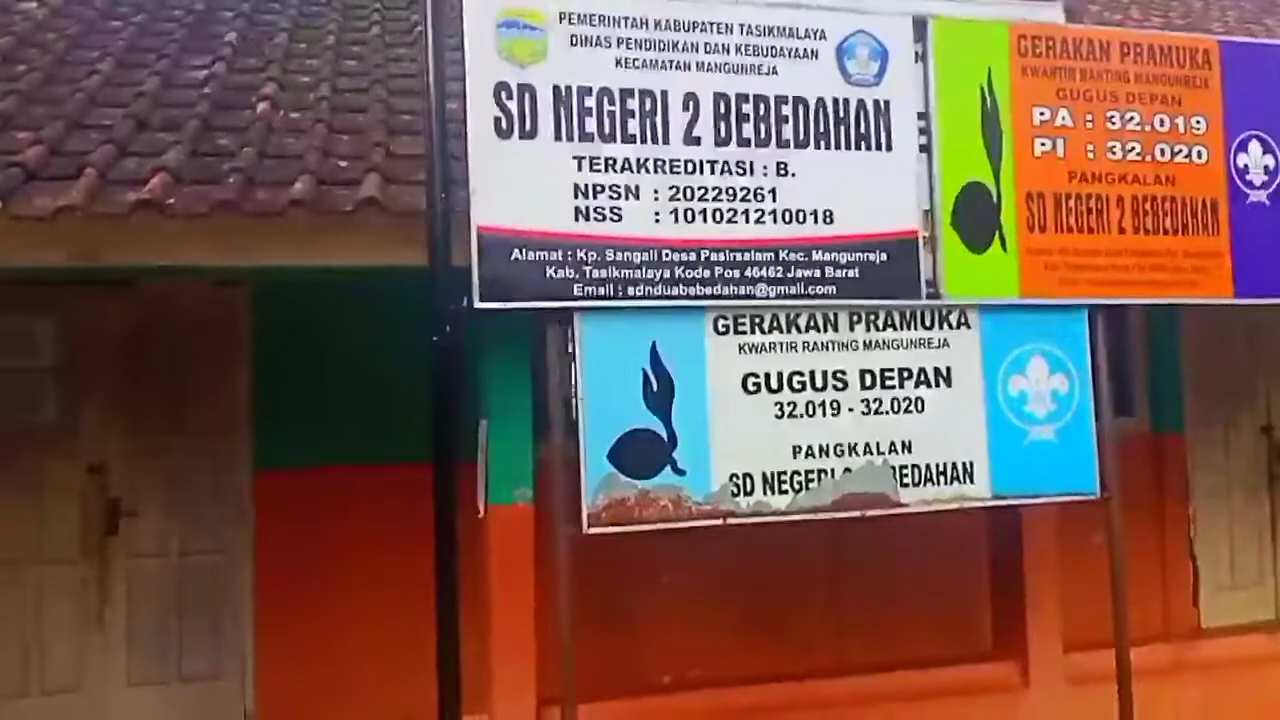 PEMERINTAH KABUPATEN TASIKMALAYA
DINAS PENDIDIKAN DAN KEBUDAYAAN
KECAMATAN MANGUNREJA
SD NEGERI 2 BEBEDAHAN
TERAKREDITASI : B.
NPSN : 20229261
NSS : 101021210018
Alamat : Kp. Sangali Desa Pasirsalam Kec. Mangunreja
Kab. Tasikmalaya Kode Pos 46462 Jawa Barat
Email : sdnduabebedahan@gmail.com
GERAKAN PRAMUKA
KWARTIR RANTING MANGUNREJA
GUGUS DEPAN
PA : 32.019
PI : 32.020
PANGKALAN
SD NEGERI 2 BEBEDAHAN
GERAKAN PRAMUKA
KWARTIR RANTING MANGUNREJA
GUGUS DEPAN
32.019 - 32.020
PANGKALAN
SD